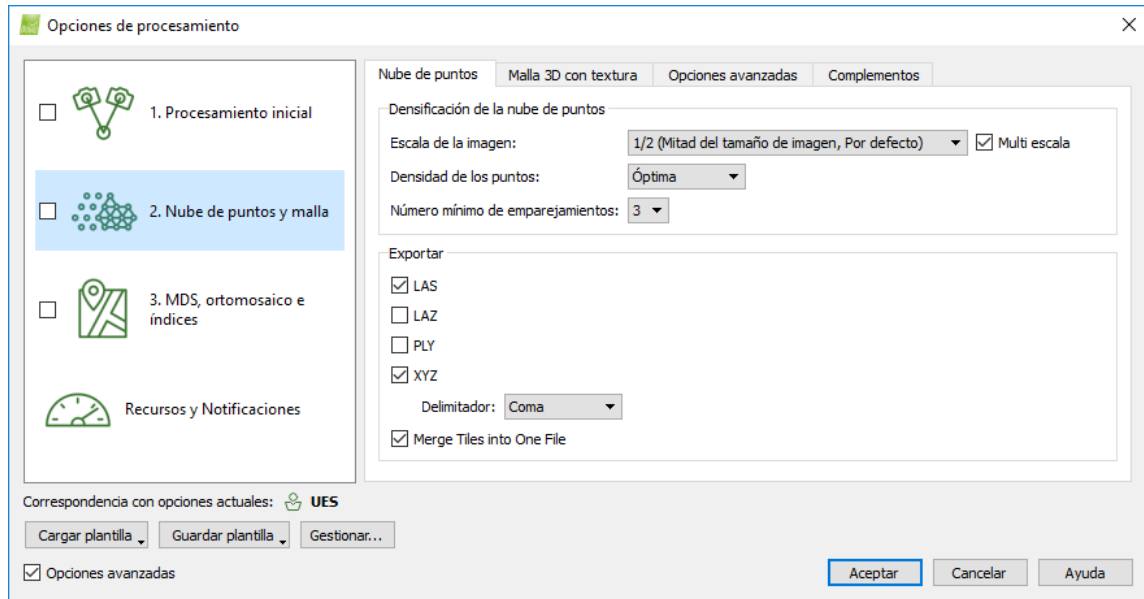 Opciones de procesamiento
1. Procesamiento inicial
2. Nube de puntos y malla
3. MDS, ortomosaico e
índices
Recursos y Notificaciones
Nube de puntos Malla 3D con textura Opciones avanzadas Complementos
Densificación de la nube de puntos
Escala de la imagen: 1/2 (Mitad del tamaño de imagen, Por defecto) Multi escala
Densidad de los puntos: Óptima
Número mínimo de emparejamientos: 3
Exportar
LAS
LAZ
PLY
XYZ
Delimitador: Coma
Merge Tiles into One File
Correspondencia con opciones actuales: UES
Cargar plantilla Guardar plantilla Gestionar...
Opciones avanzadas
Aceptar Cancelar Ayuda